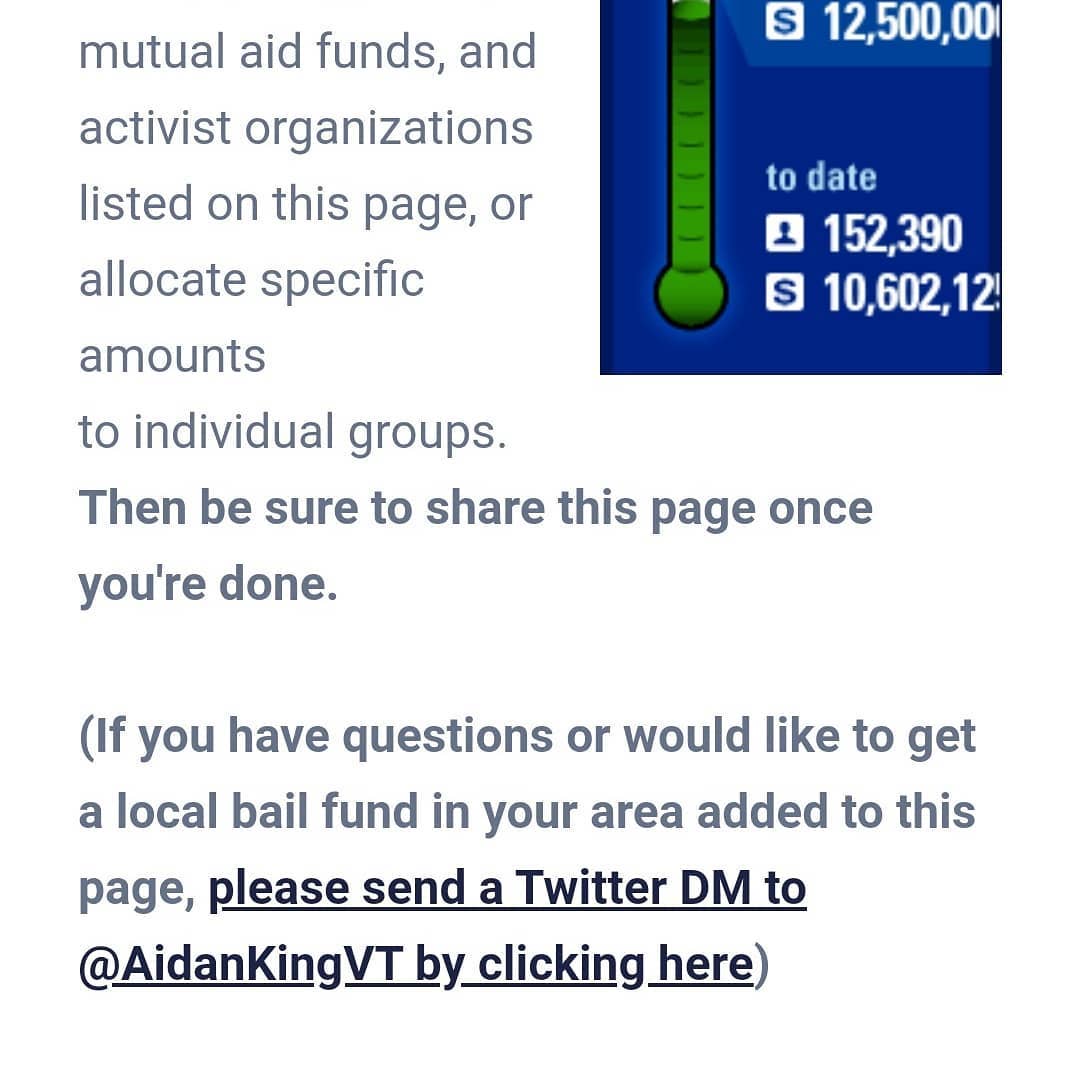 mutual aid funds, and
activist organizations
listed on this page, or
allocate specific
amounts
to individual groups.
Then be sure to share this page once
you're done.
(If you have questions or would like to get
a local bail fund in your area added to this
page, please send a Twitter DM to
@AidanKingVT by clicking here)
S 12,500,00
to date
152,390
S 10,602,12